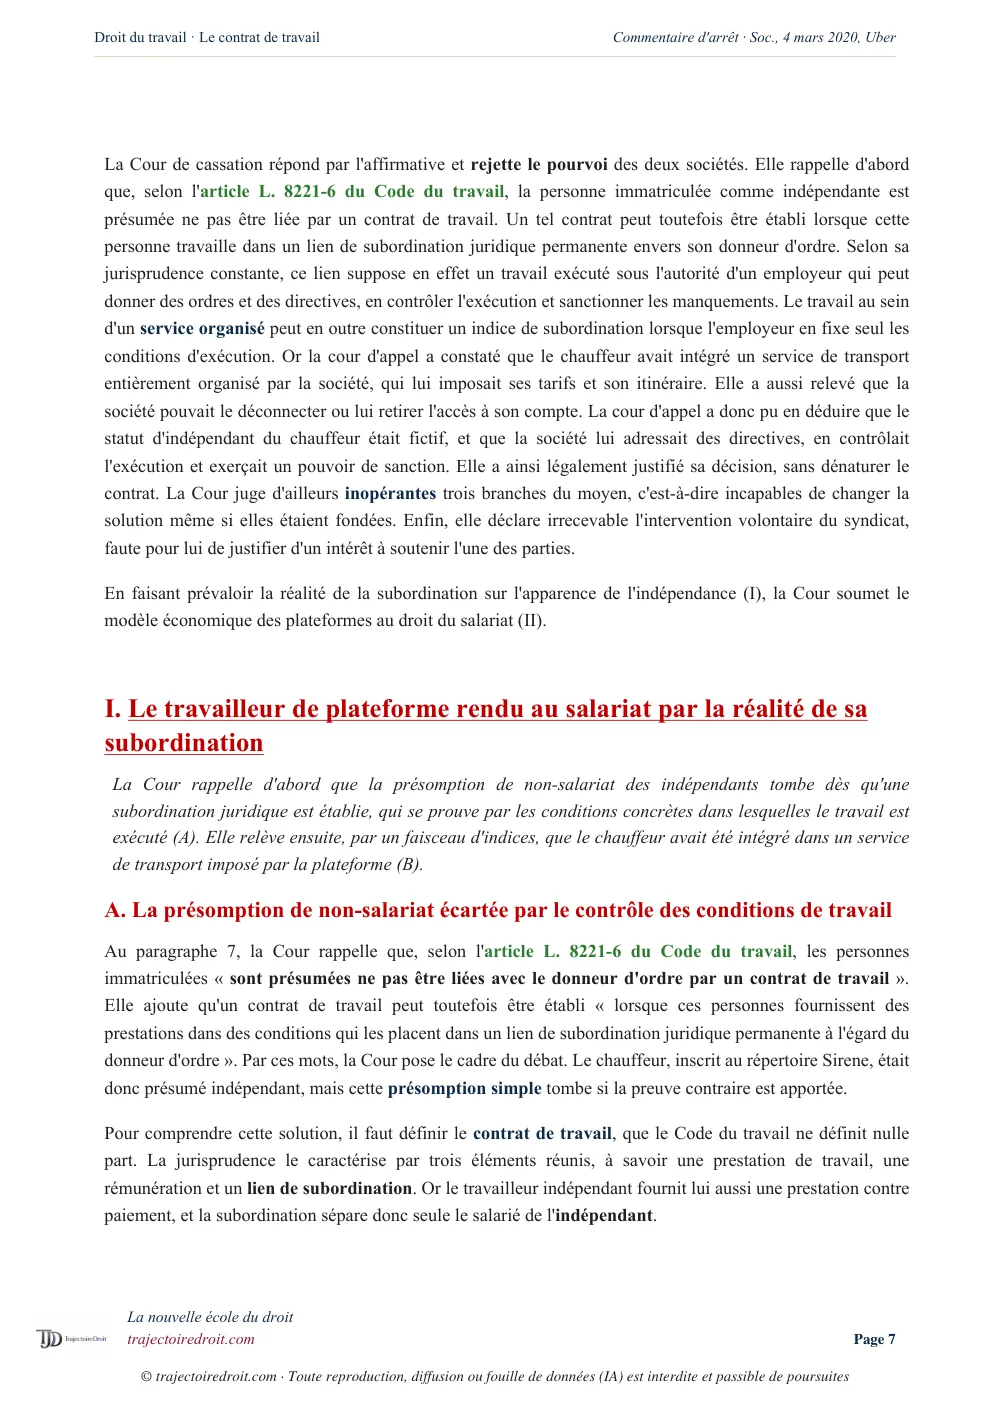 Droit du travail · Le contrat de travail
Commentaire d'arrêt · Soc., 4 mars 2020, Uber
La Cour de cassation répond par l'affirmative et rejette le pourvoi des deux sociétés. Elle rappelle d'abord
que, selon l'article L. 8221-6 du Code du travail, la personne immatriculée comme indépendante est
présumée ne pas être liée par un contrat de travail. Un tel contrat peut toutefois être établi lorsque cette
personne travaille dans un lien de subordination juridique permanente envers son donneur d'ordre. Selon sa
jurisprudence constante, ce lien suppose en effet un travail exécuté sous l'autorité d'un employeur qui peut
donner des ordres et des directives, en contrôler l'exécution et sanctionner les manquements. Le travail au sein
d'un service organisé peut en outre constituer un indice de subordination lorsque l'employeur en fixe seul les
conditions d'exécution. Or la cour d'appel a constaté que le chauffeur avait intégré un service de transport
entièrement organisé par la société, qui lui imposait ses tarifs et son itinéraire. Elle a aussi relevé que la
société pouvait le déconnecter ou lui retirer l'accès à son compte. La cour d'appel a donc pu en déduire que le
statut d'indépendant du chauffeur était fictif, et que la société lui adressait des directives, en contrôlait
l'exécution et exerçait un pouvoir de sanction. Elle a ainsi légalement justifié sa décision, sans dénaturer le
contrat. La Cour juge d'ailleurs inopérantes trois branches du moyen, c'est-à-dire incapables de changer la
solution même si elles étaient fondées. Enfin, elle déclare irrecevable l'intervention volontaire du syndicat,
faute pour lui de justifier d'un intérêt à soutenir l'une des parties.
En faisant prévaloir la réalité de la subordination sur l'apparence de l'indépendance (I), la Cour soumet le
modèle économique des plateformes au droit du salariat (II).
I. Le travailleur de plateforme rendu au salariat par la réalité de sa
subordination
La Cour rappelle d'abord que la présomption de non-salariat des indépendants tombe dès qu'une
subordination juridique est établie, qui se prouve par les conditions concrètes dans lesquelles le travail est
exécuté (A). Elle relève ensuite, par un faisceau d'indices, que le chauffeur avait été intégré dans un service
de transport imposé par la plateforme (B).
A. La présomption de non-salariat écartée par le contrôle des conditions de travail
Au paragraphe 7, la Cour rappelle que, selon l'article L. 8221-6 du Code du travail, les personnes
immatriculées « sont présumées ne pas être liées avec le donneur d'ordre par un contrat de travail ».
Elle ajoute qu'un contrat de travail peut toutefois être établi « lorsque ces personnes fournissent des
prestations dans des conditions qui les placent dans un lien de subordination juridique permanente à l'égard du
donneur d'ordre ». Par ces mots, la Cour pose le cadre du débat. Le chauffeur, inscrit au répertoire Sirene, était
donc présumé indépendant, mais cette présomption simple tombe si la preuve contraire est apportée.
Pour comprendre cette solution, il faut définir le contrat de travail, que le Code du travail ne définit nulle
part. La jurisprudence le caractérise par trois éléments réunis, à savoir une prestation de travail, une
rémunération et un lien de subordination. Or le travailleur indépendant fournit lui aussi une prestation contre
paiement, et la subordination sépare donc seule le salarié de l'indépendant.
La nouvelle école du droit
TJD TrajectoireDroit
trajectoiredroit.com
Page 7
© trajectoiredroit.com · Toute reproduction, diffusion ou fouille de données (IA) est interdite et passible de poursuites